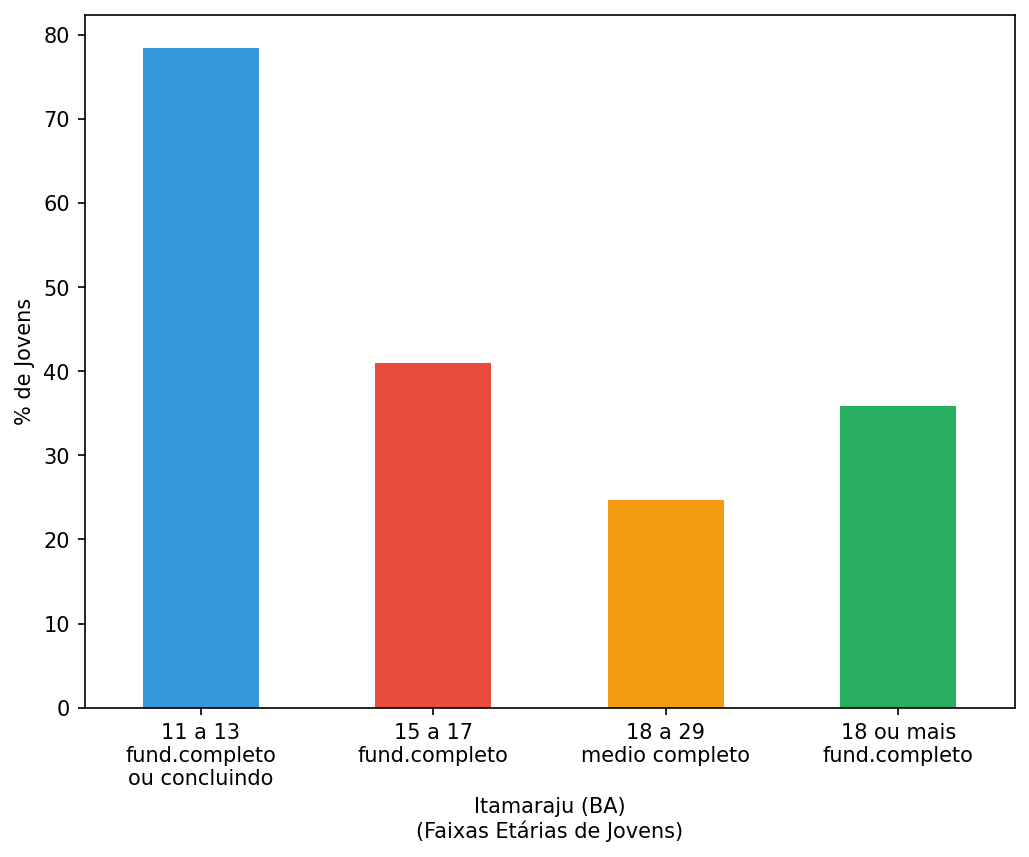 80
70
60
50
40
30
20
10
0
% de Jovens
11 a 13
fund.completo
ou concluindo
15 a 17
fund.completo
18 a 29
medio completo
18 ou mais
fund.completo
Itamaraju (BA)
(Faixas Etárias de Jovens)